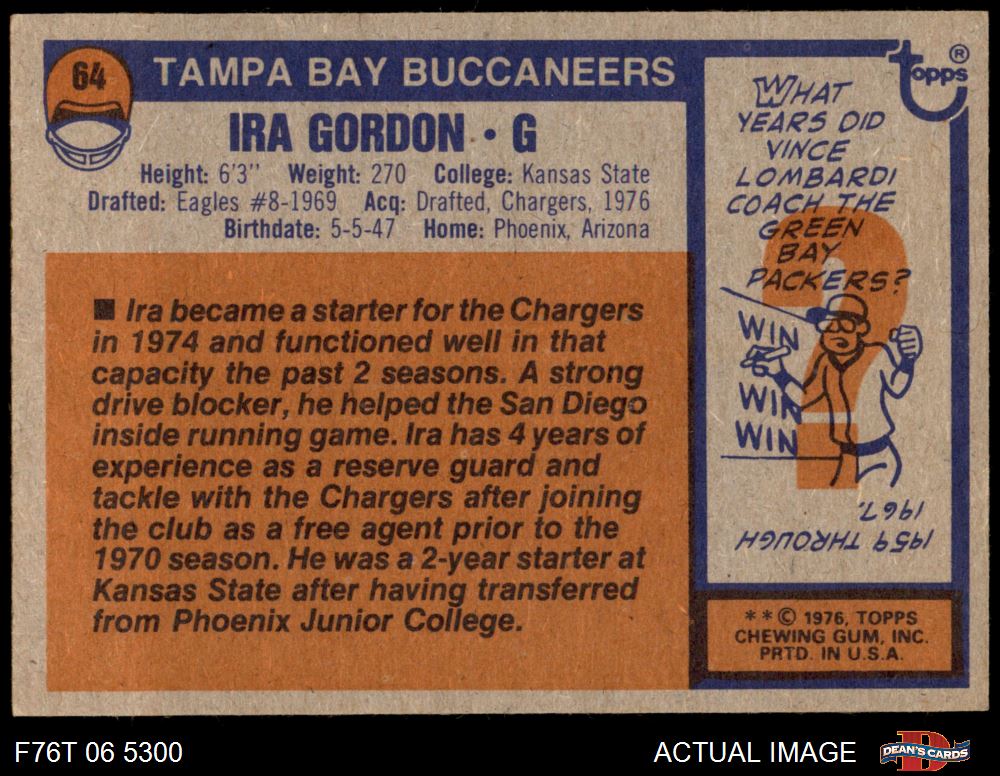 64
TAMPA BAY BUCCANEERS
IRA GORDON • G
Height: 6'3" Weight: 270 College: Kansas State
Drafted: Eagles #8-1969 Acq: Drafted, Chargers, 1976
Birthdate: 5-5-47 Home: Phoenix, Arizona
■ Ira became a starter for the Chargers
in 1974 and functioned well in that
capacity the past 2 seasons. A strong
drive blocker, he helped the San Diego
inside running game. Ira has 4 years of
experience as a reserve guard and
tackle with the Chargers after joining
the club as a free agent prior to the
1970 season. He was a 2-year starter at
Kansas State after having transferred
from Phoenix Junior College.
Topps ®
WHAT
YEARS DID
VINCE
LOMBARDI
COACH THE
GREEN
BAY
PACKERS?
?
WIN
WIN
WIN
1959 THROUGH
1967.
** © 1976, TOPPS
CHEWING GUM, INC.
PRTD. IN U.S.A.
F76T 06 5300
ACTUAL IMAGE
D
DEAN'S CARDS